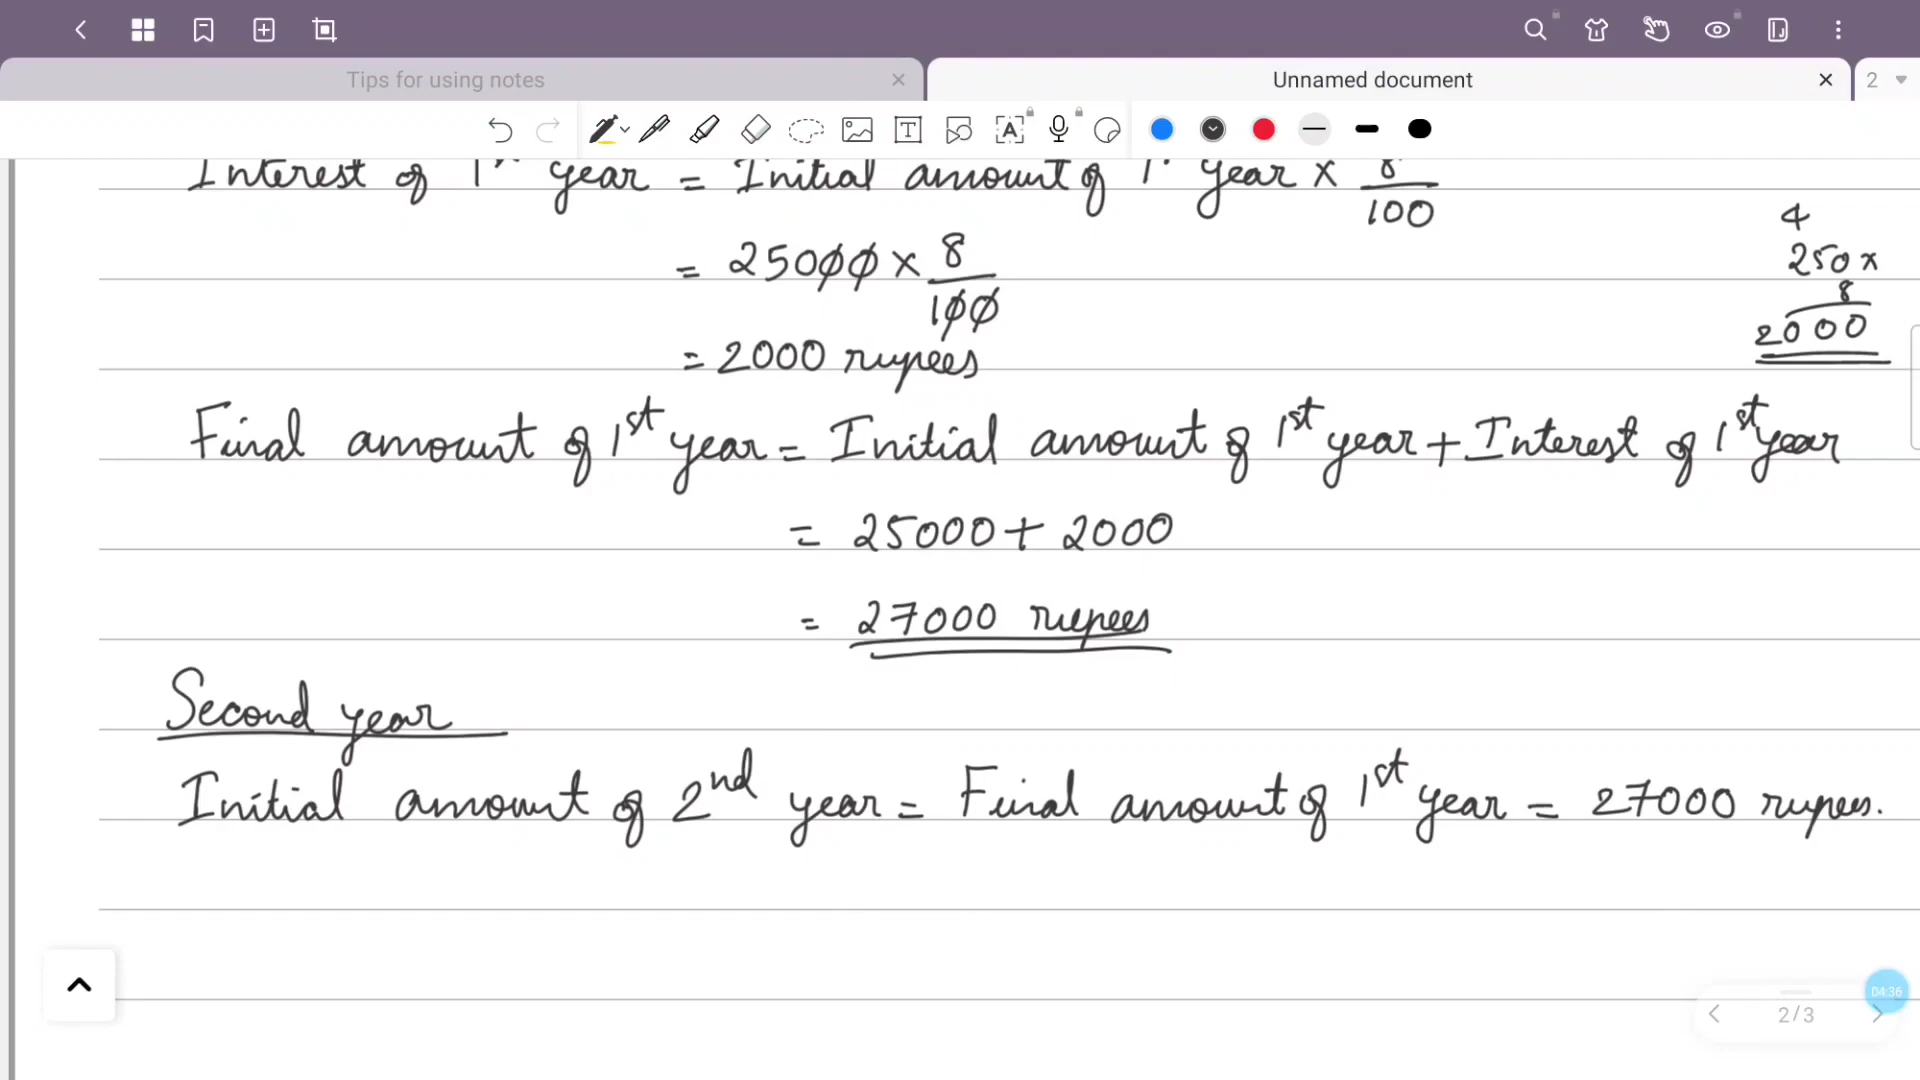 Tips for using notes
Unnamed document
2
Interest of 1st year = Initial amount of 1st year × 8/100
= 25000 × 8/100
= 2000 rupees
4
250 ×
8
2000
Final amount of 1st year = Initial amount of 1st year + Interest of 1st year
= 25000 + 2000
= 27000 rupees
Second year
Initial amount of 2nd year = Final amount of 1st year = 27000 rupees.
04:36
2/3